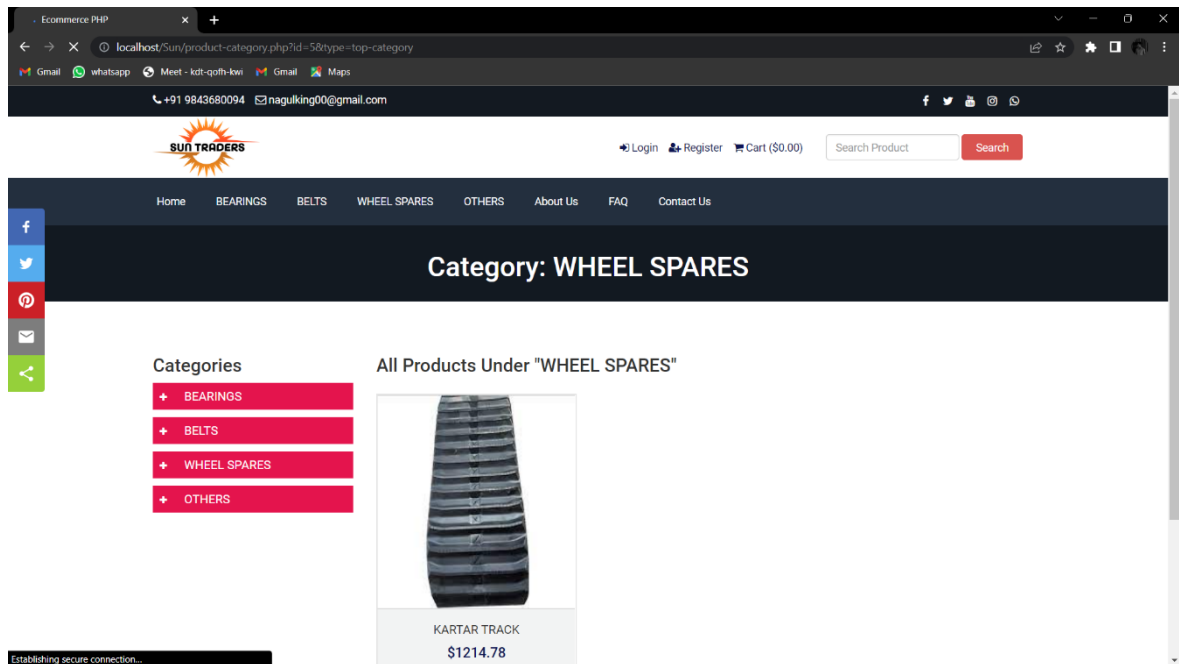 Ecommerce PHP
localhost/Sun/product-category.php?id=5&type=top-category
Gmail whatsapp Meet - kdt-qofh-kwi Gmail Maps
+91 9843680094 nagulking00@gmail.com
SUN TRADERS
Login Register Cart ($0.00) Search Product Search
Home BEARINGS BELTS WHEEL SPARES OTHERS About Us FAQ Contact Us
Category: WHEEL SPARES
Categories
+ BEARINGS
+ BELTS
+ WHEEL SPARES
+ OTHERS
All Products Under "WHEEL SPARES"
KARTAR TRACK
$1214.78
Establishing secure connection...